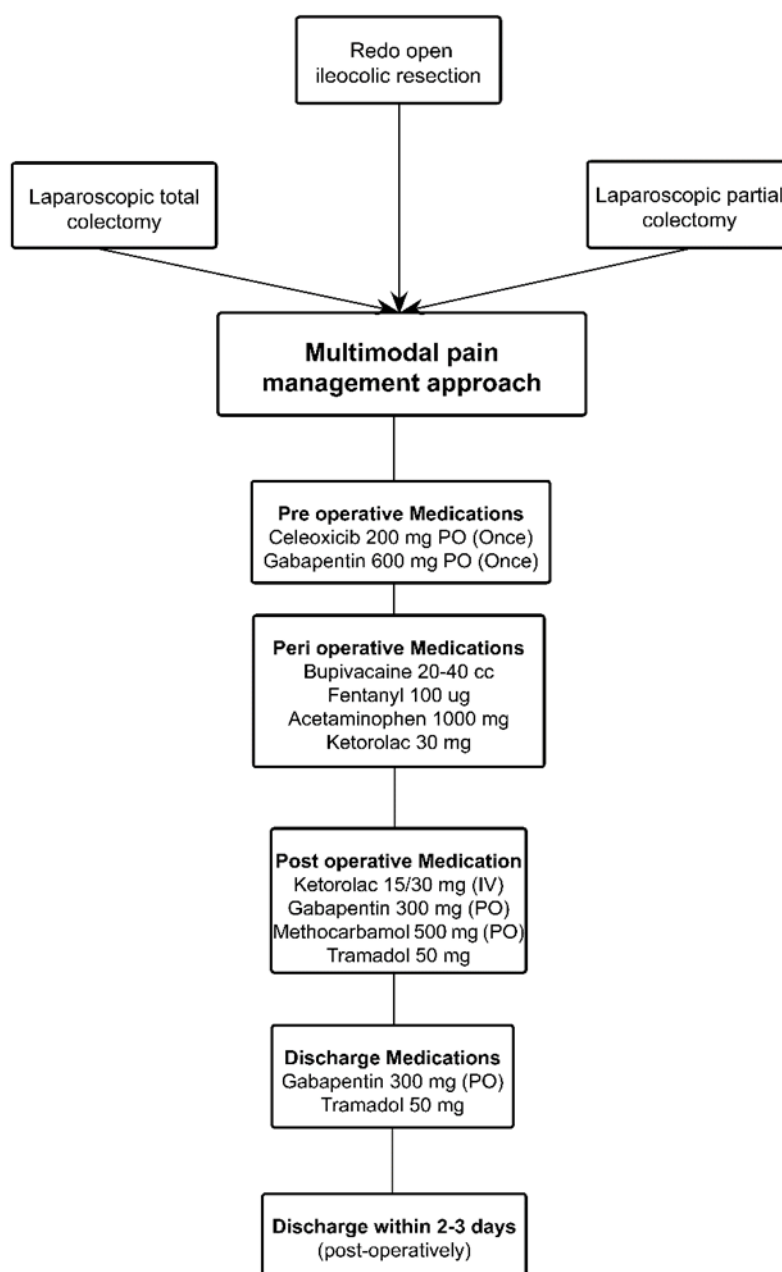 Redo open
ileocolic resection
Laparoscopic total
colectomy
Laparoscopic partial
colectomy
Multimodal pain
management approach
Pre operative Medications
Celeoxicib 200 mg PO (Once)
Gabapentin 600 mg PO (Once)
Peri operative Medications
Bupivacaine 20-40 cc
Fentanyl 100 ug
Acetaminophen 1000 mg
Ketorolac 30 mg
Post operative Medication
Ketorolac 15/30 mg (IV)
Gabapentin 300 mg (PO)
Methocarbamol 500 mg (PO)
Tramadol 50 mg
Discharge Medications
Gabapentin 300 mg (PO)
Tramadol 50 mg
Discharge within 2-3 days
(post-operatively)